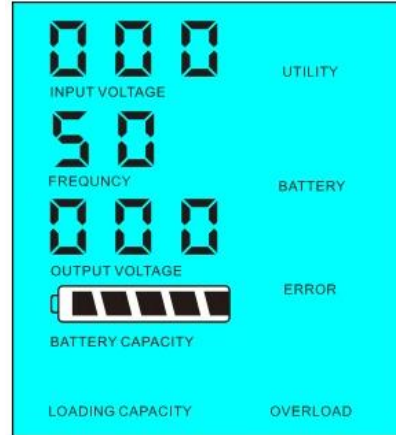 000
UTILITY
INPUT VOLTAGE
50
FREQUNCY
BATTERY
000
OUTPUT VOLTAGE
ERROR
BATTERY CAPACITY
LOADING CAPACITY
OVERLOAD